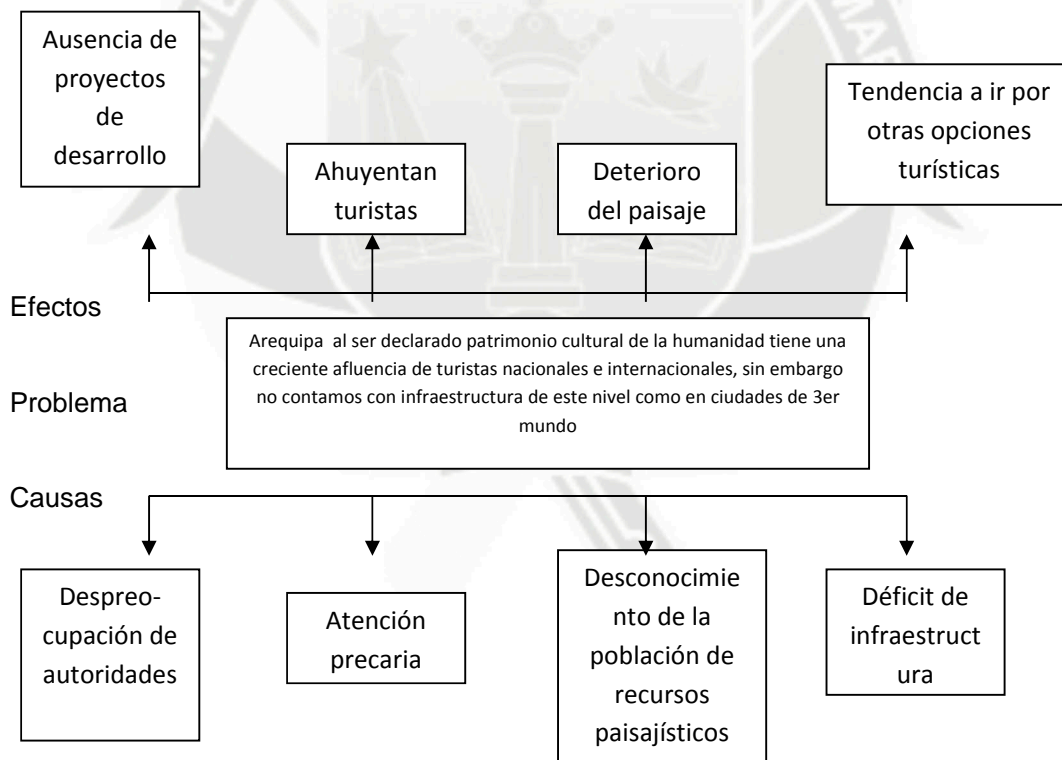 Ausencia de
proyectos
de
desarrollo
Ahuyentan
turistas
Deterioro
del paisaje
Tendencia a ir por
otras opciones
turísticas
Efectos
Arequipa al ser declarado patrimonio cultural de la humanidad tiene una
creciente afluencia de turistas nacionales e internacionales, sin embargo
no contamos con infraestructura de este nivel como en ciudades de 3er
mundo
Problema
Causas
Despreo-
cupación de
autoridades
Atención
precaria
Desconocimie
nto de la
población de
recursos
paisajísticos
Déficit de
infraestruct
ura